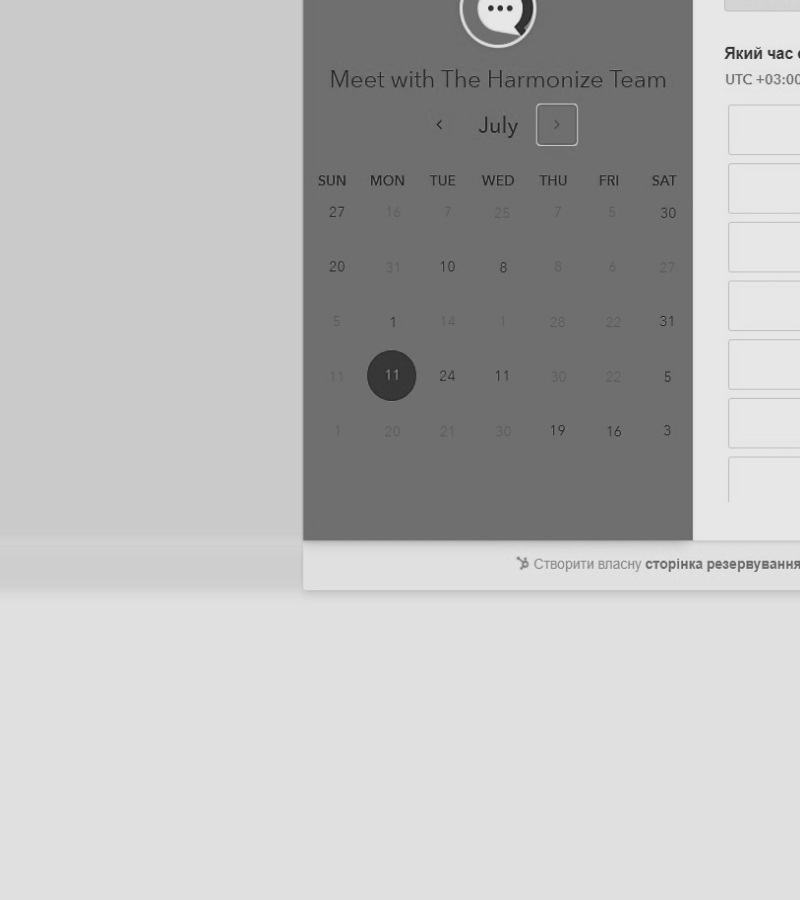 Який час
UTC +03:00
Meet with The Harmonize Team
July
SUN MON TUE WED THU FRI SAT
27 16 7 25 7 5 30
20 31 10 8 8 6 27
5 1 14 1 28 22 31
11 11 24 11 30 22 5
1 20 21 30 19 16 3
Створити власну сторінка резервування